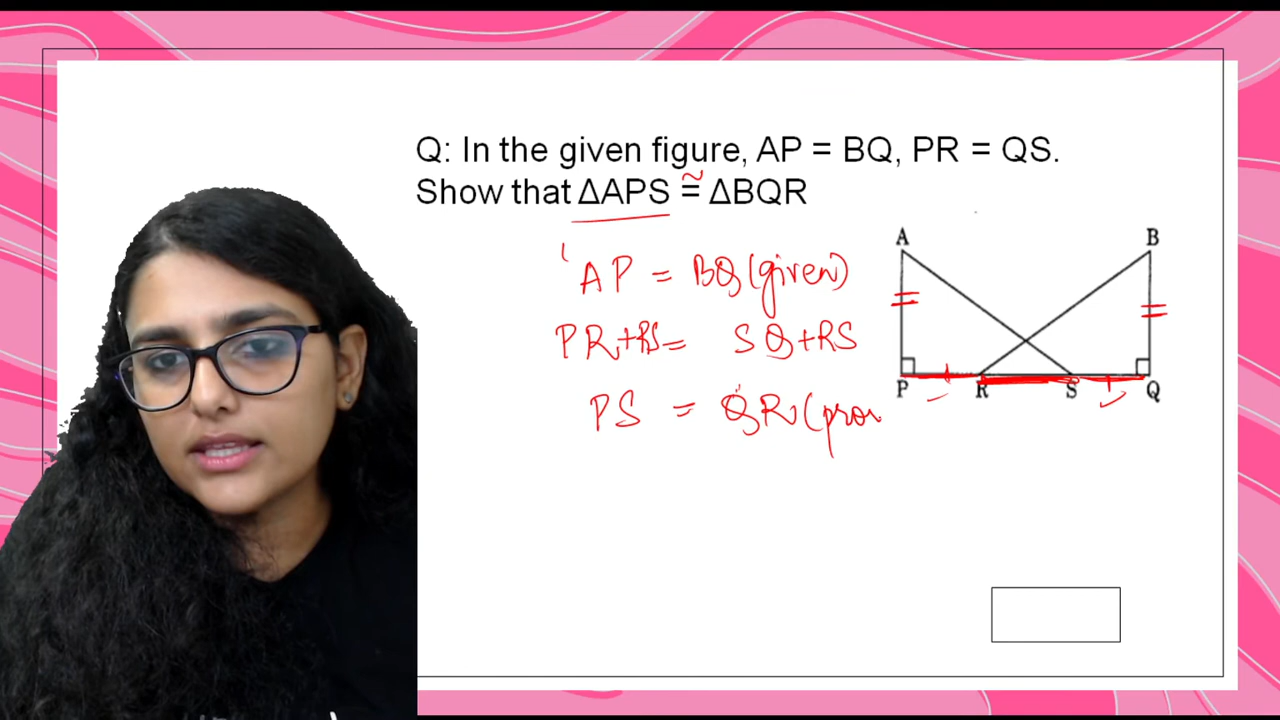 Q: In the given figure, AP = BQ, PR = QS.
Show that ΔAPS ≅ ΔBQR
AP = BQ (given)
PR + RS = SQ + RS
PS = QR (prov
A
B
P
R
S
Q